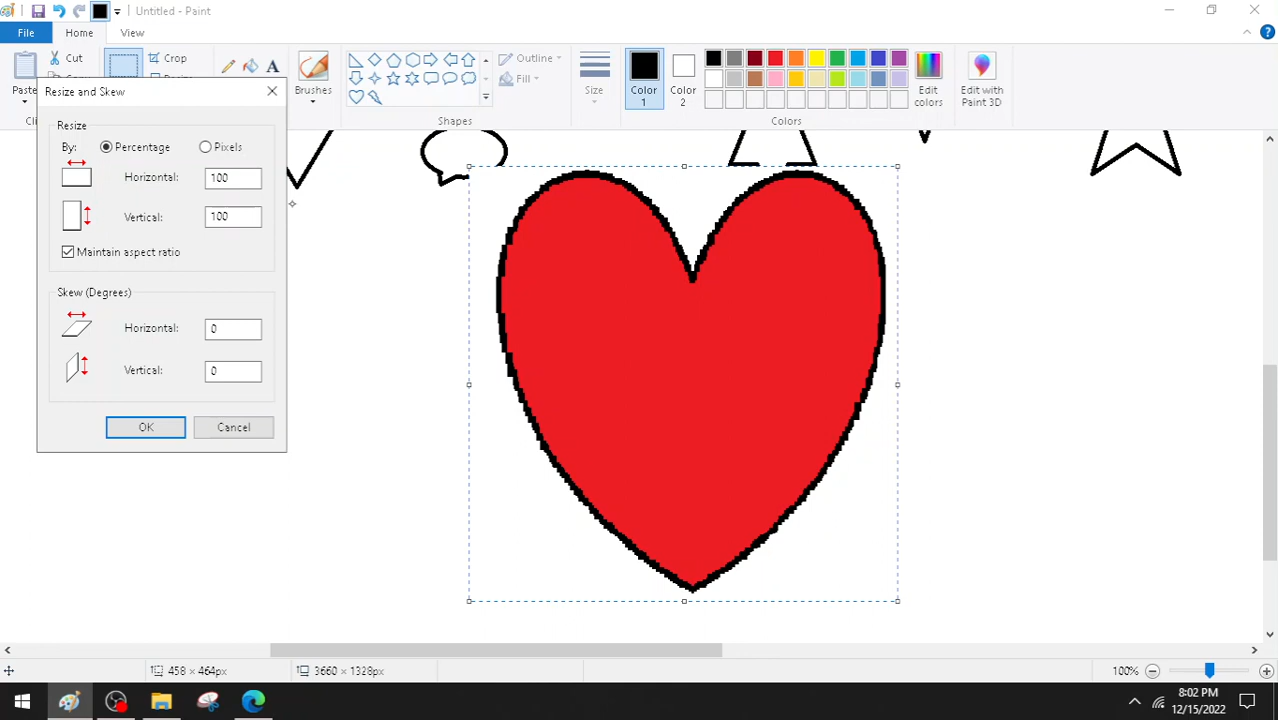 Untitled - Paint
File Home View
Cut
Crop
Paste
Brushes
Shapes
Outline
Fill
Size
Color 1
Color 2
Edit colors
Edit with Paint 3D
Colors
Resize and Skew
Resize
By: Percentage Pixels
Horizontal: 100
Vertical: 100
Maintain aspect ratio
Skew (Degrees)
Horizontal: 0
Vertical: 0
OK Cancel
458 × 464px 3660 × 1328px 100%
8:02 PM
12/15/2022